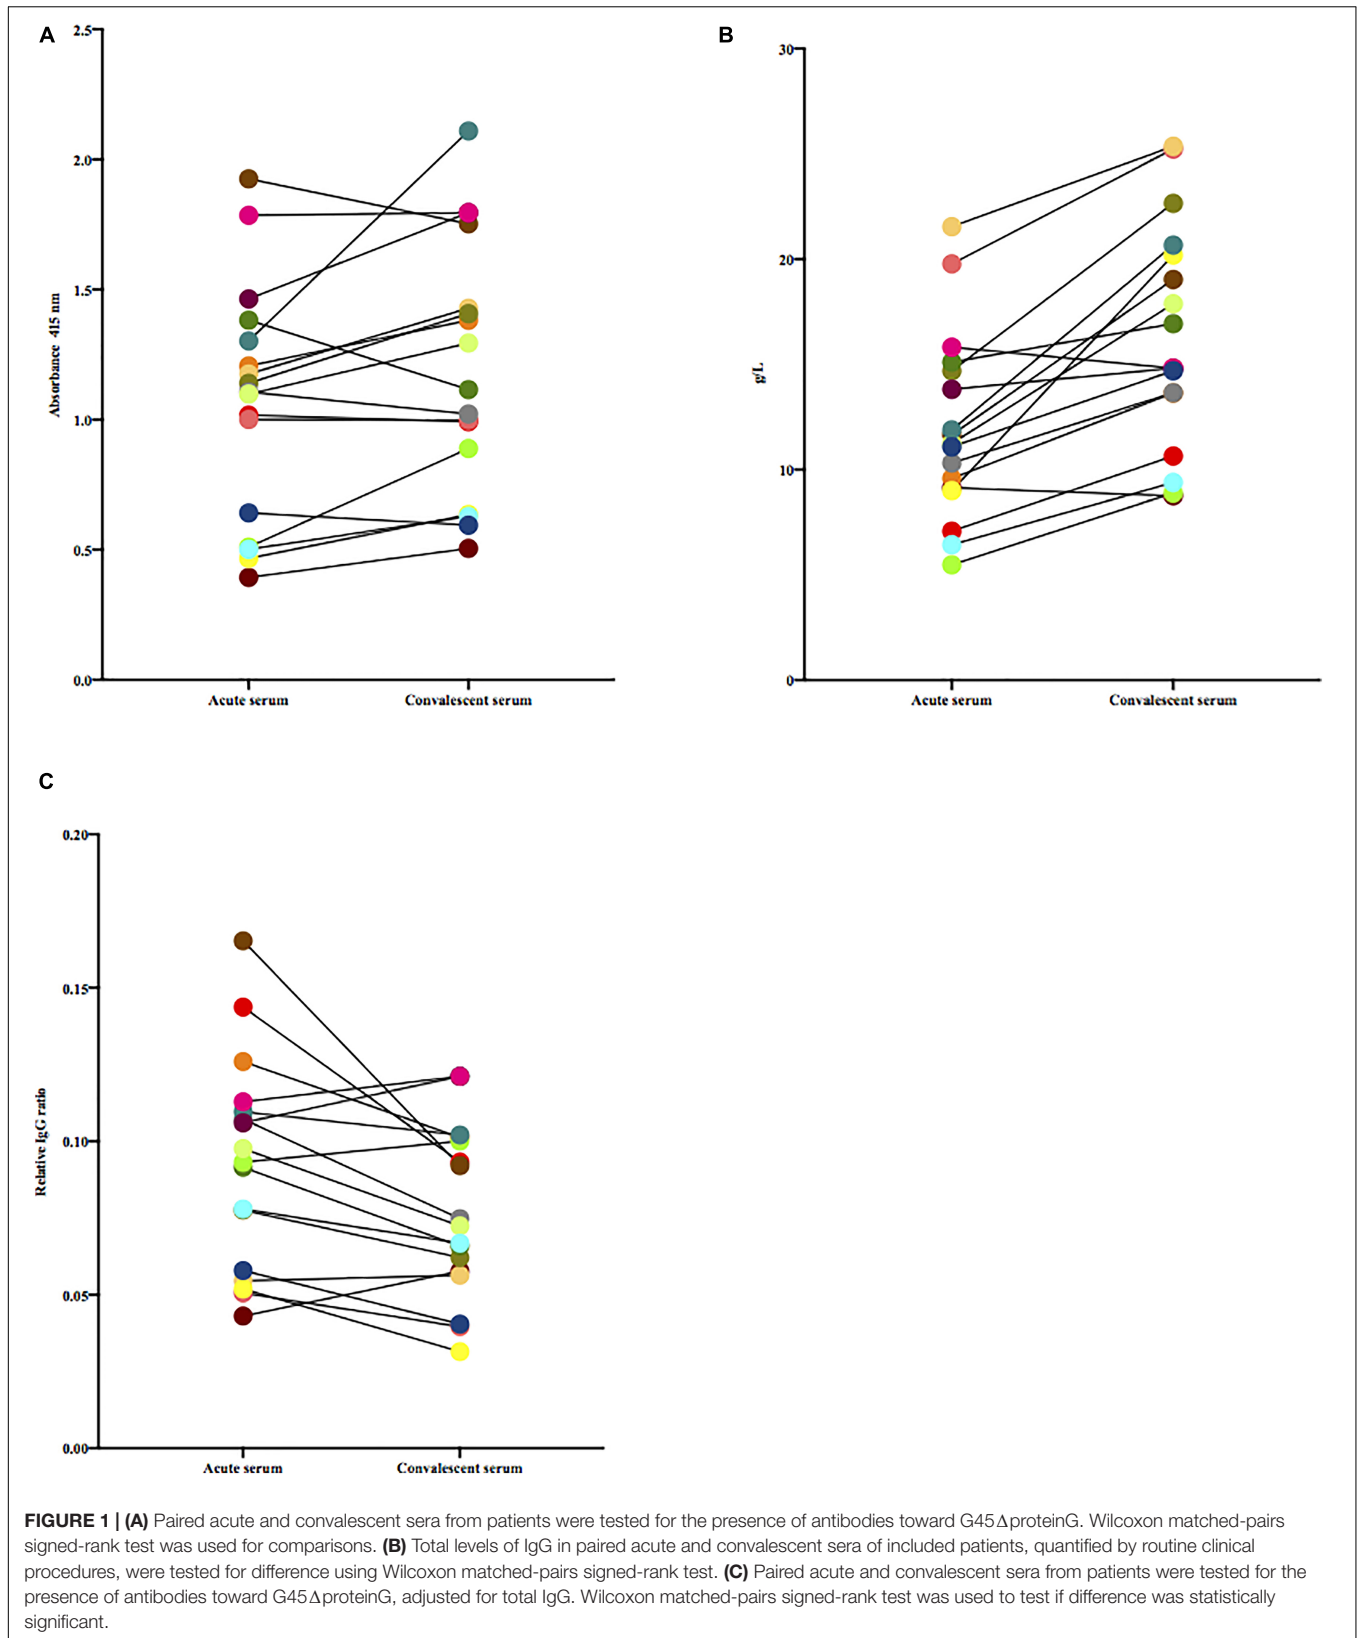 A
2.5
2.0
1.5
1.0
0.5
0.0
Absorbance 415 nm
Acute serum
Convalescent serum
B
30
20
10
0
g/L
Acute serum
Convalescent serum
C
0.20
0.15
0.10
0.05
0.00
Relative IgG ratio
Acute serum
Convalescent serum
FIGURE 1 | (A) Paired acute and convalescent sera from patients were tested for the presence of antibodies toward G45ΔproteinG. Wilcoxon matched-pairs
signed-rank test was used for comparisons. (B) Total levels of IgG in paired acute and convalescent sera of included patients, quantified by routine clinical
procedures, were tested for difference using Wilcoxon matched-pairs signed-rank test. (C) Paired acute and convalescent sera from patients were tested for the
presence of antibodies toward G45ΔproteinG, adjusted for total IgG. Wilcoxon matched-pairs signed-rank test was used to test if difference was statistically
significant.